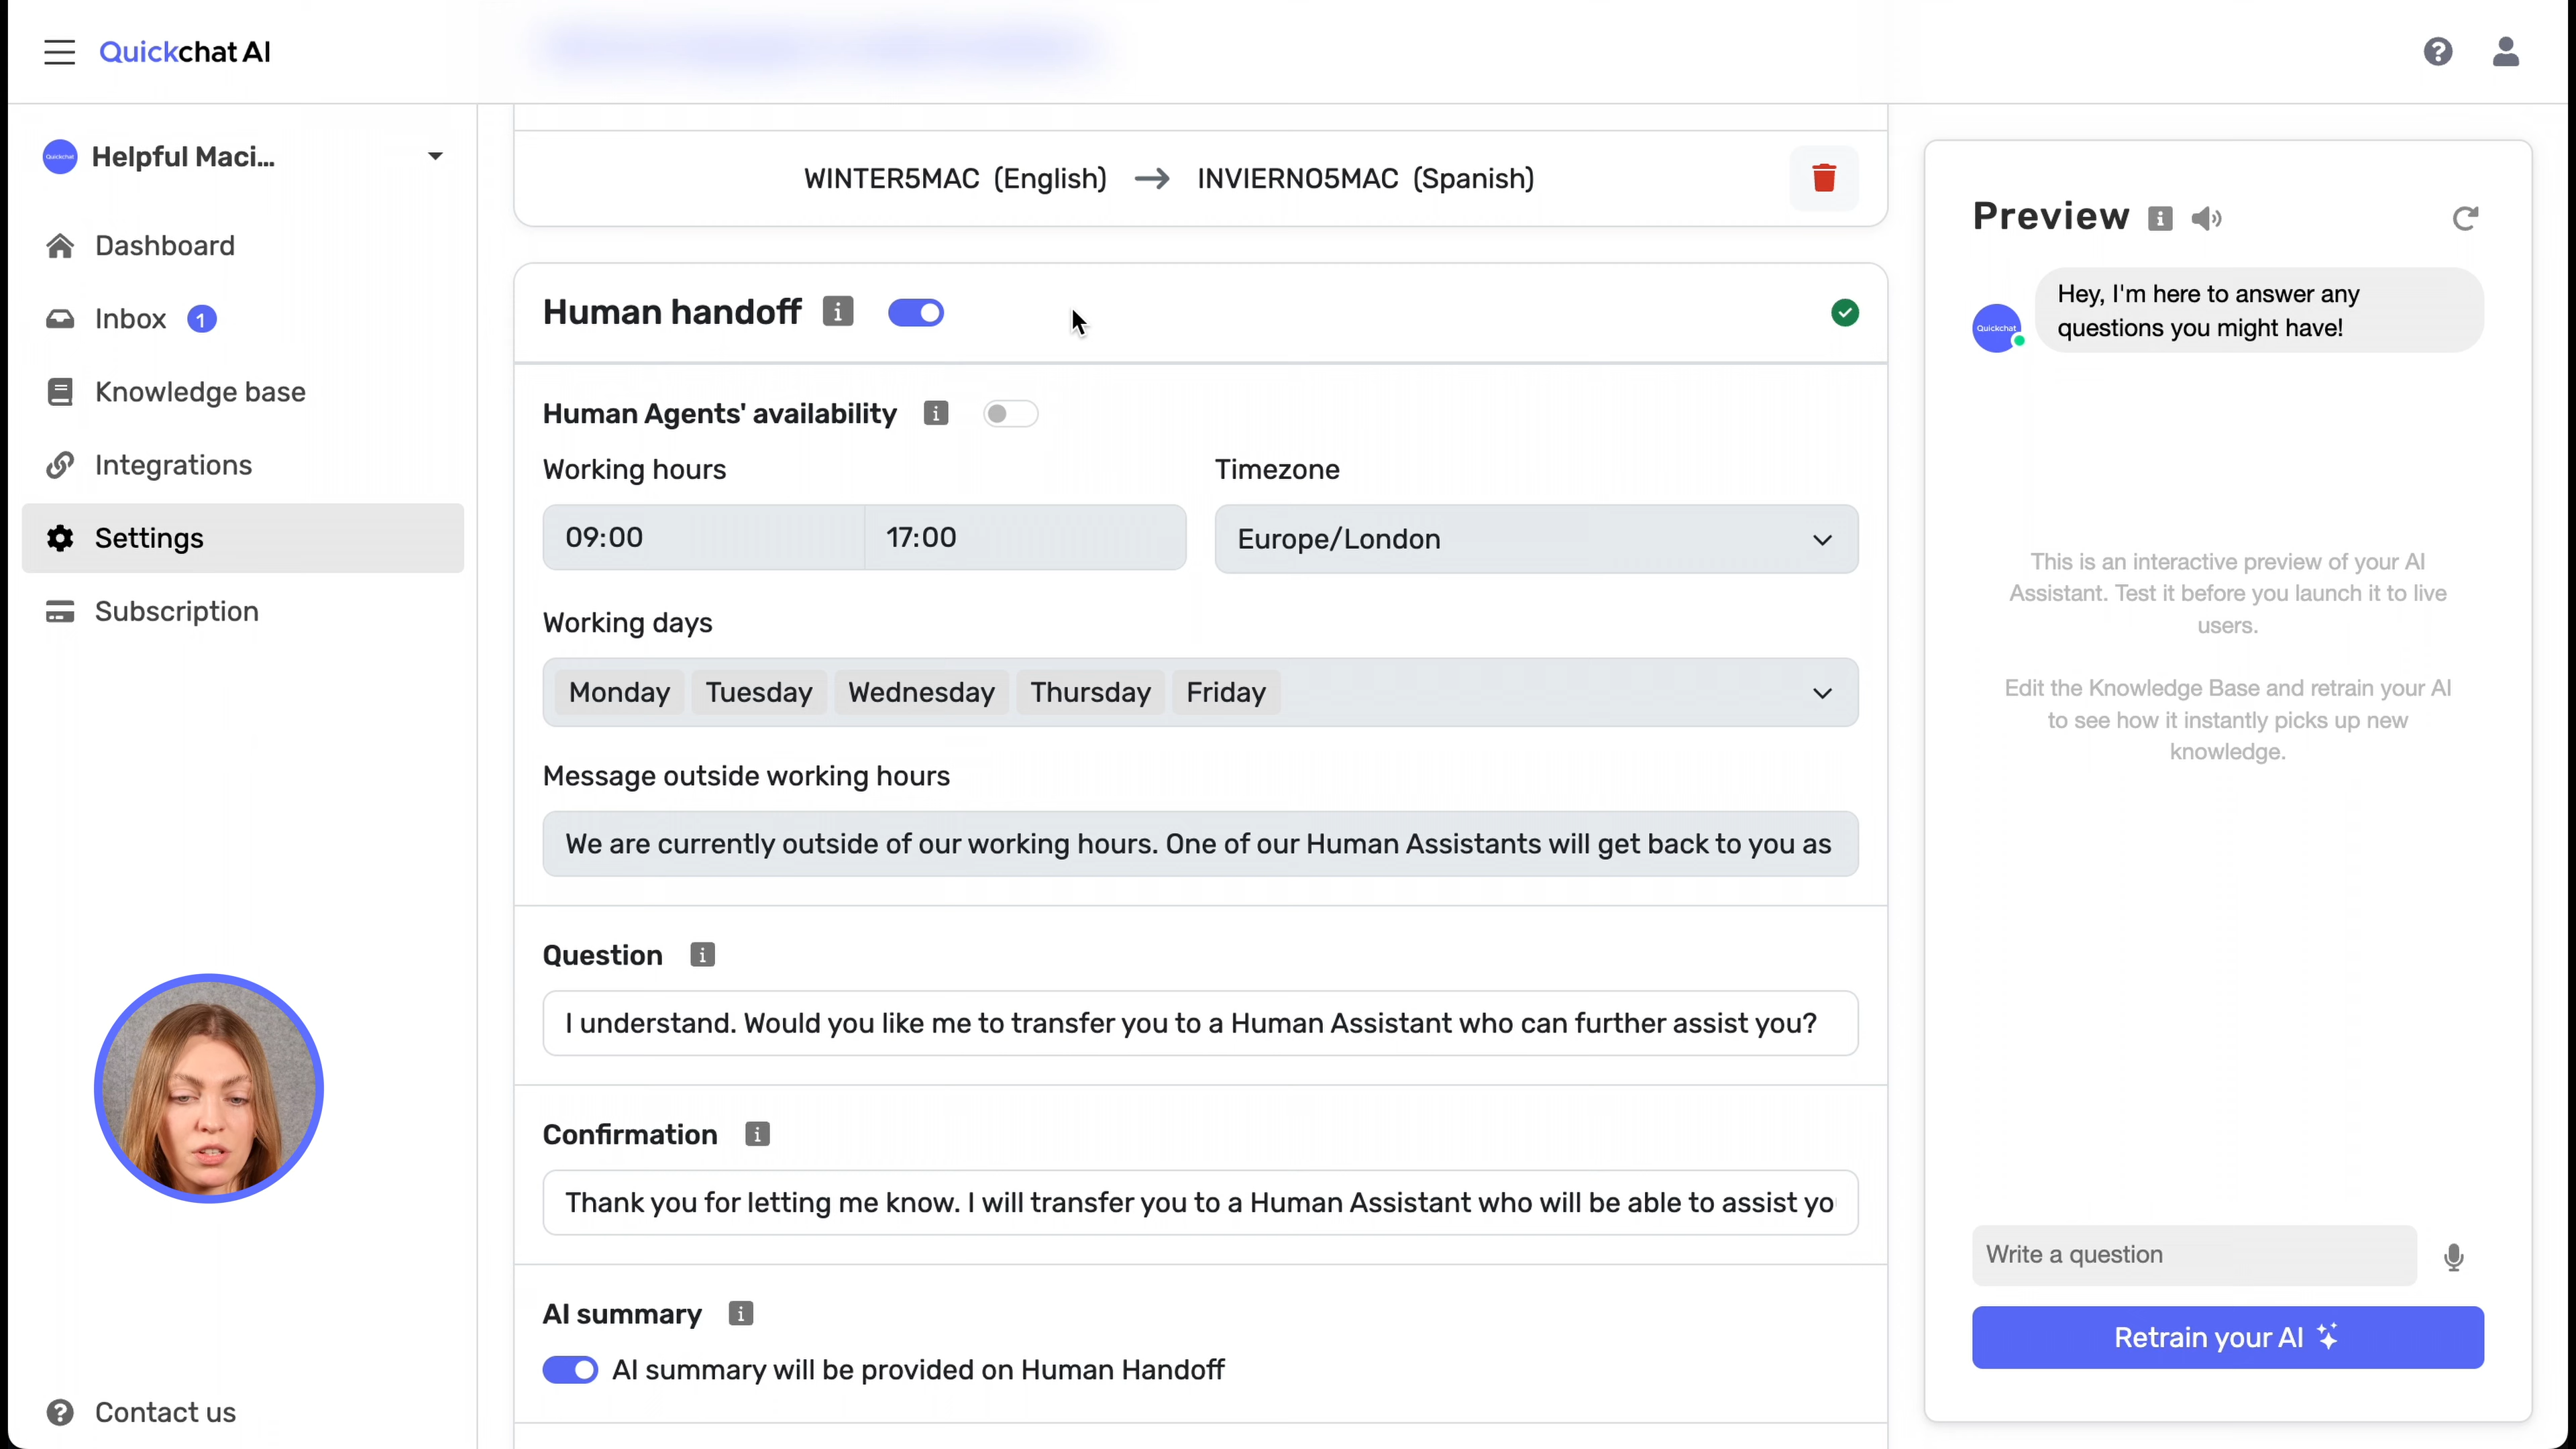 Quickchat AI
Helpful Maci...
Dashboard
Inbox 1
Knowledge base
Integrations
Settings
Subscription
Contact us
WINTER5MAC (English) → INVIERNO5MAC (Spanish)
Human handoff
Human Agents' availability
Working hours
Timezone
09:00 17:00
Europe/London
Working days
Monday Tuesday Wednesday Thursday Friday
Message outside working hours
We are currently outside of our working hours. One of our Human Assistants will get back to you as
Question
I understand. Would you like me to transfer you to a Human Assistant who can further assist you?
Confirmation
Thank you for letting me know. I will transfer you to a Human Assistant who will be able to assist yo
AI summary
AI summary will be provided on Human Handoff
Preview
Quickchat
Hey, I'm here to answer any
questions you might have!
This is an interactive preview of your AI
Assistant. Test it before you launch it to live
users.
Edit the Knowledge Base and retrain your AI
to see how it instantly picks up new
knowledge.
Write a question
Retrain your AI